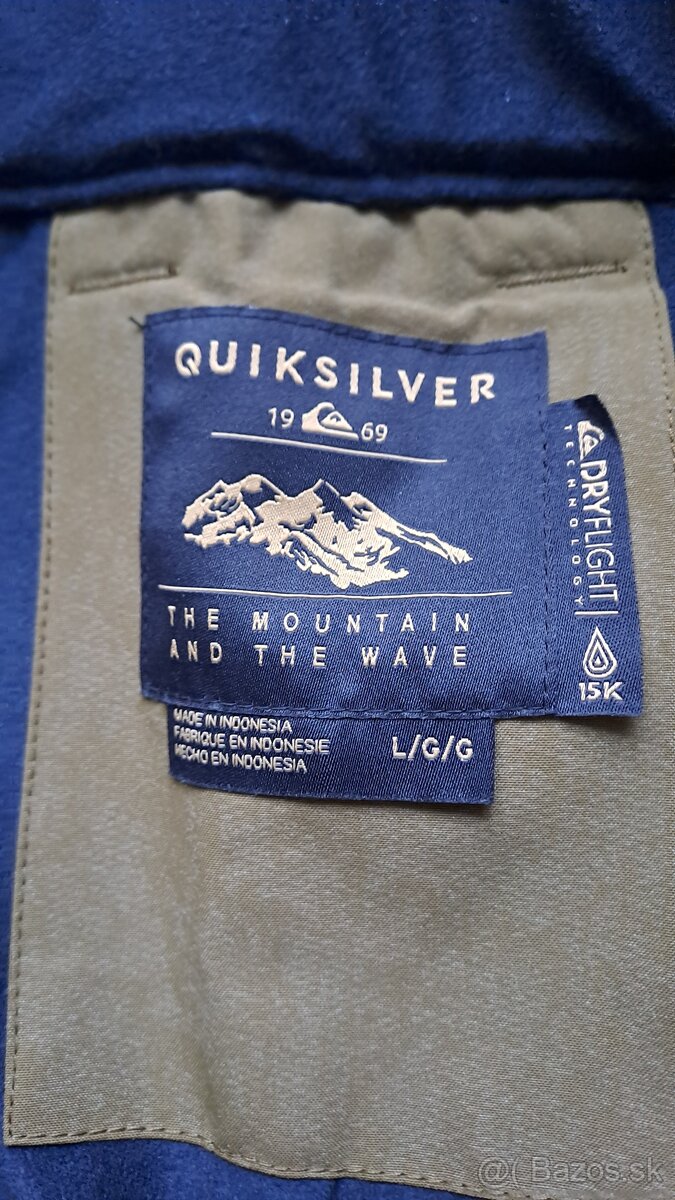 QUIKSILVER
19 69
THE MOUNTAIN
AND THE WAVE
DRYFLIGHT
TECHNOLOGY
15K
MADE IN INDONESIA
FABRIQUE EN INDONESIE
HECHO EN INDONESIA
L/G/G
@( Bazos.sk